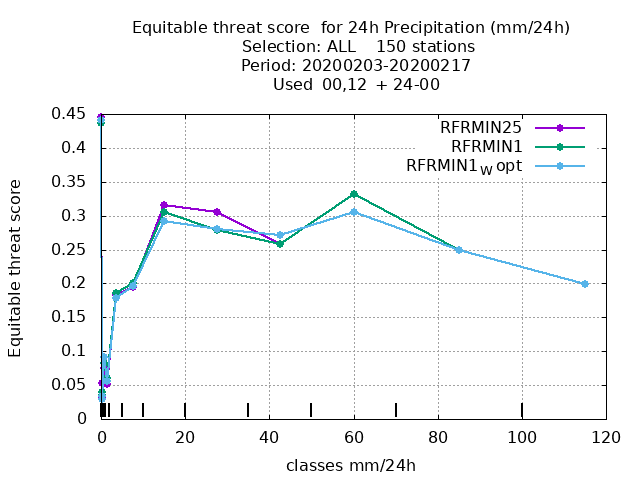 Equitable threat score  for 24h Precipitation (mm/24h)
Selection: ALL    150 stations
Period: 20200203-20200217
Used  00,12  + 24-00
RFRMIN25
RFRMIN1
RFRMIN1W opt
Equitable threat score
0.45
0.4
0.35
0.3
0.25
0.2
0.15
0.1
0.05
0
0 20 40 60 80 100 120
classes mm/24h